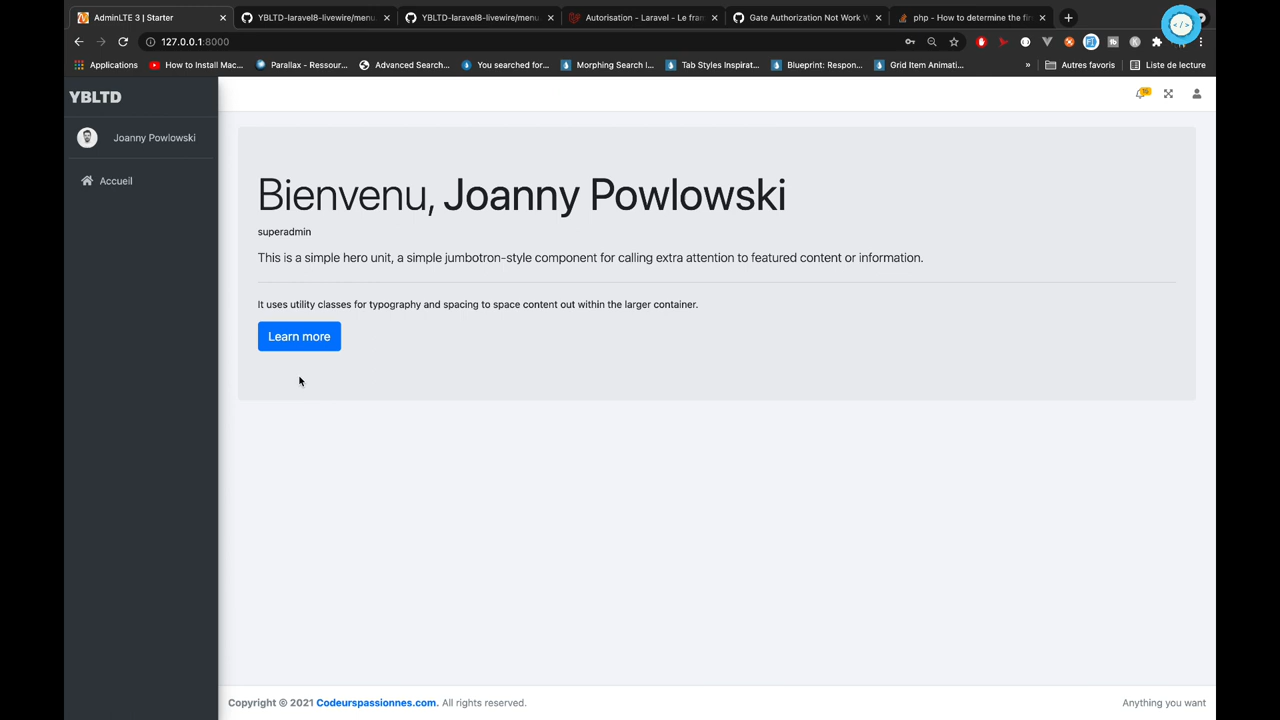 AdminLTE 3 | Starter
YBLTD-laravel8-livewire/menu
YBLTD-laravel8-livewire/menu
Autorisation - Laravel - Le fram
Gate Authorization Not Work W
php - How to determine the fir
127.0.0.1:8000
Applications
How to Install Mac...
Parallax - Ressour...
Advanced Search...
You searched for...
Morphing Search I...
Tab Styles Inspirat...
Blueprint: Respon...
Grid Item Animati...
»
Autres favoris
Liste de lecture
YBLTD
Joanny Powlowski
Accueil
Bienvenu, Joanny Powlowski
superadmin
This is a simple hero unit, a simple jumbotron-style component for calling extra attention to featured content or information.
It uses utility classes for typography and spacing to space content out within the larger container.
Learn more
Copyright © 2021 Codeurspassionnes.com. All rights reserved.
Anything you want